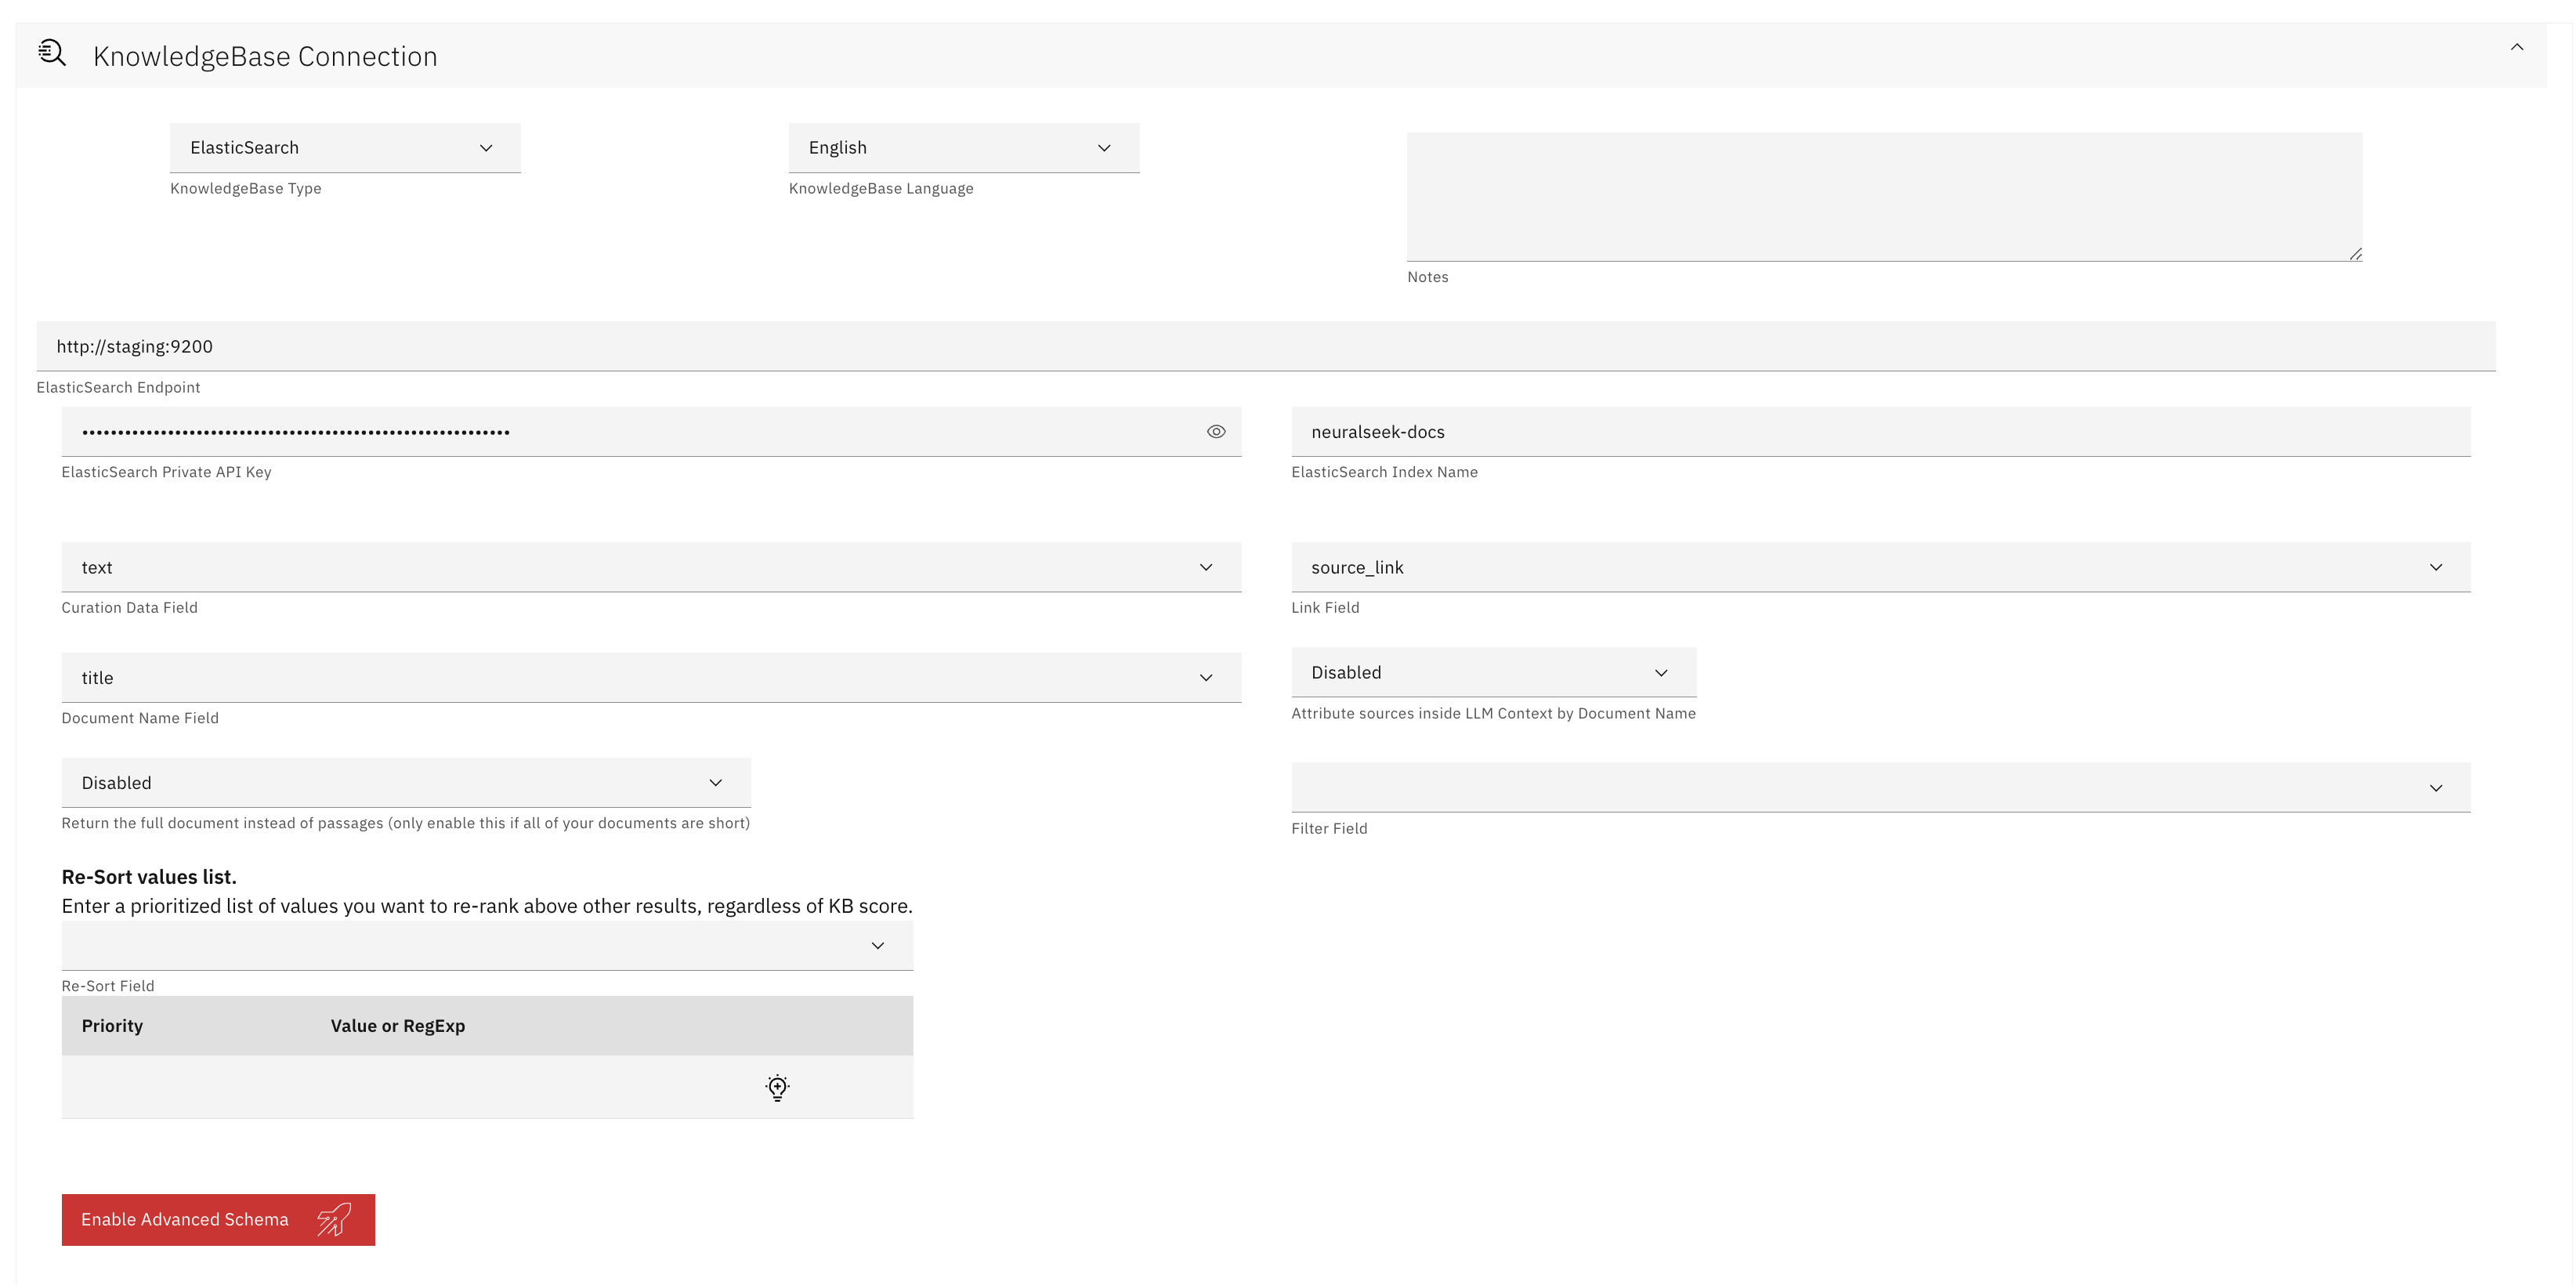 KnowledgeBase Connection
ElasticSearch
KnowledgeBase Type
English
KnowledgeBase Language
Notes
http://staging:9200
ElasticSearch Endpoint
••••••••••••••••••••••••••••••••••••••••••••••••••••••••••••
ElasticSearch Private API Key
neuralseek-docs
ElasticSearch Index Name
text
Curation Data Field
source_link
Link Field
title
Document Name Field
Disabled
Attribute sources inside LLM Context by Document Name
Disabled
Return the full document instead of passages (only enable this if all of your documents are short)
Filter Field
Re-Sort values list.
Enter a prioritized list of values you want to re-rank above other results, regardless of KB score.
Re-Sort Field
Priority Value or RegExp
Enable Advanced Schema